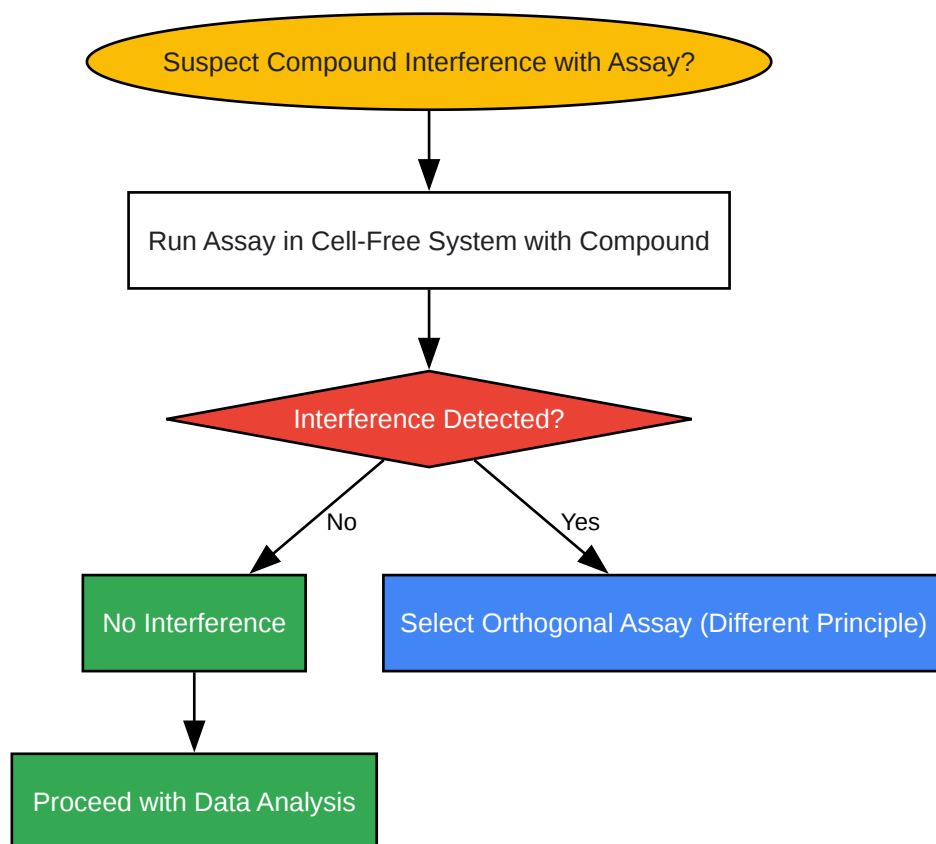 Suspect Compound Interference with Assay?
Run Assay in Cell-Free System with Compound
Interference Detected?
No
Yes
No Interference
Select Orthogonal Assay (Different Principle)
Proceed with Data Analysis